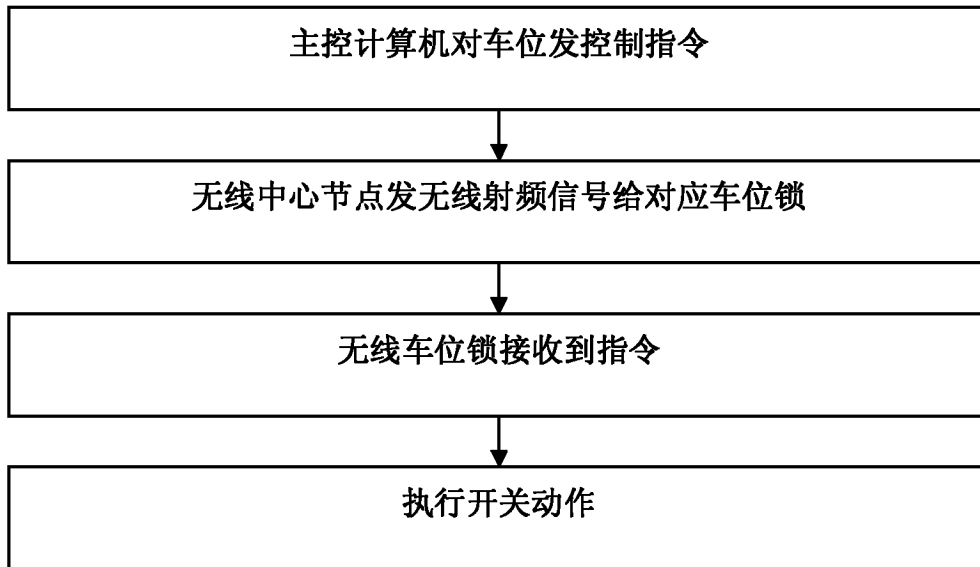 主控计算机对车位发控制指令
无线中心节点发无线射频信号给对应车位锁
无线车位锁接收到指令
执行开关动作